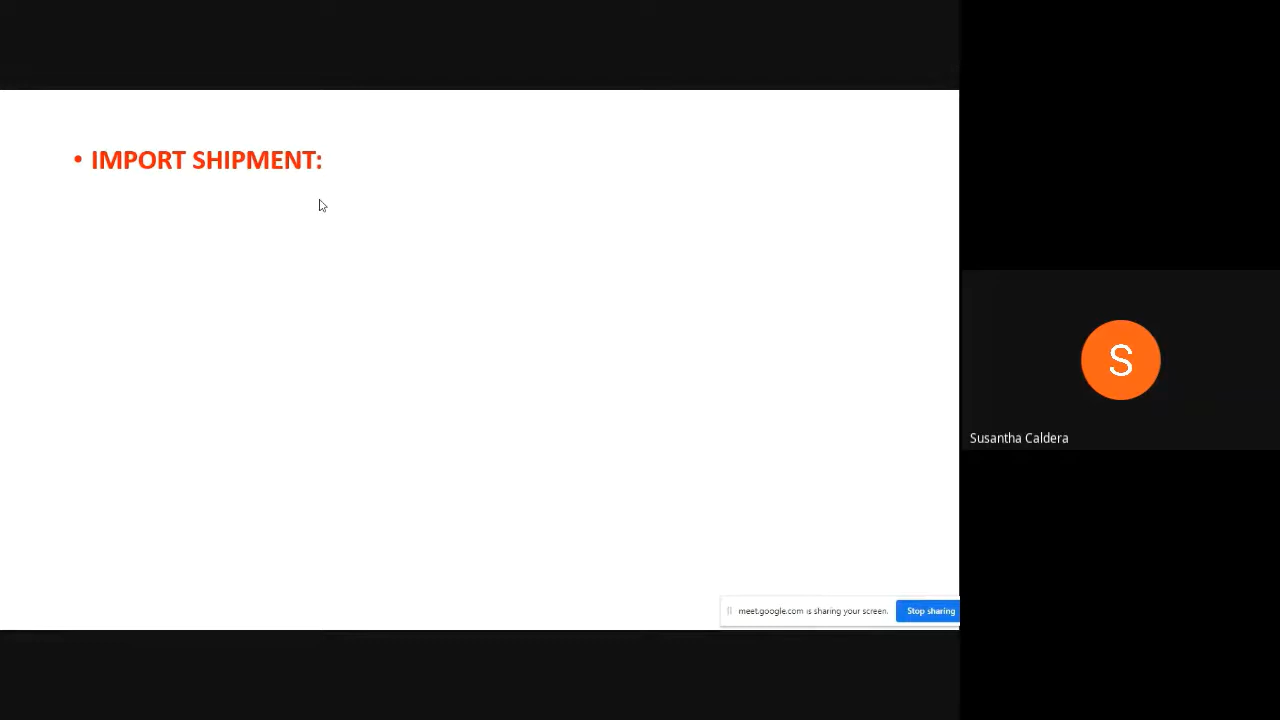 • IMPORT SHIPMENT:
S
Susantha Caldera
meet.google.com is sharing your screen.
Stop sharing